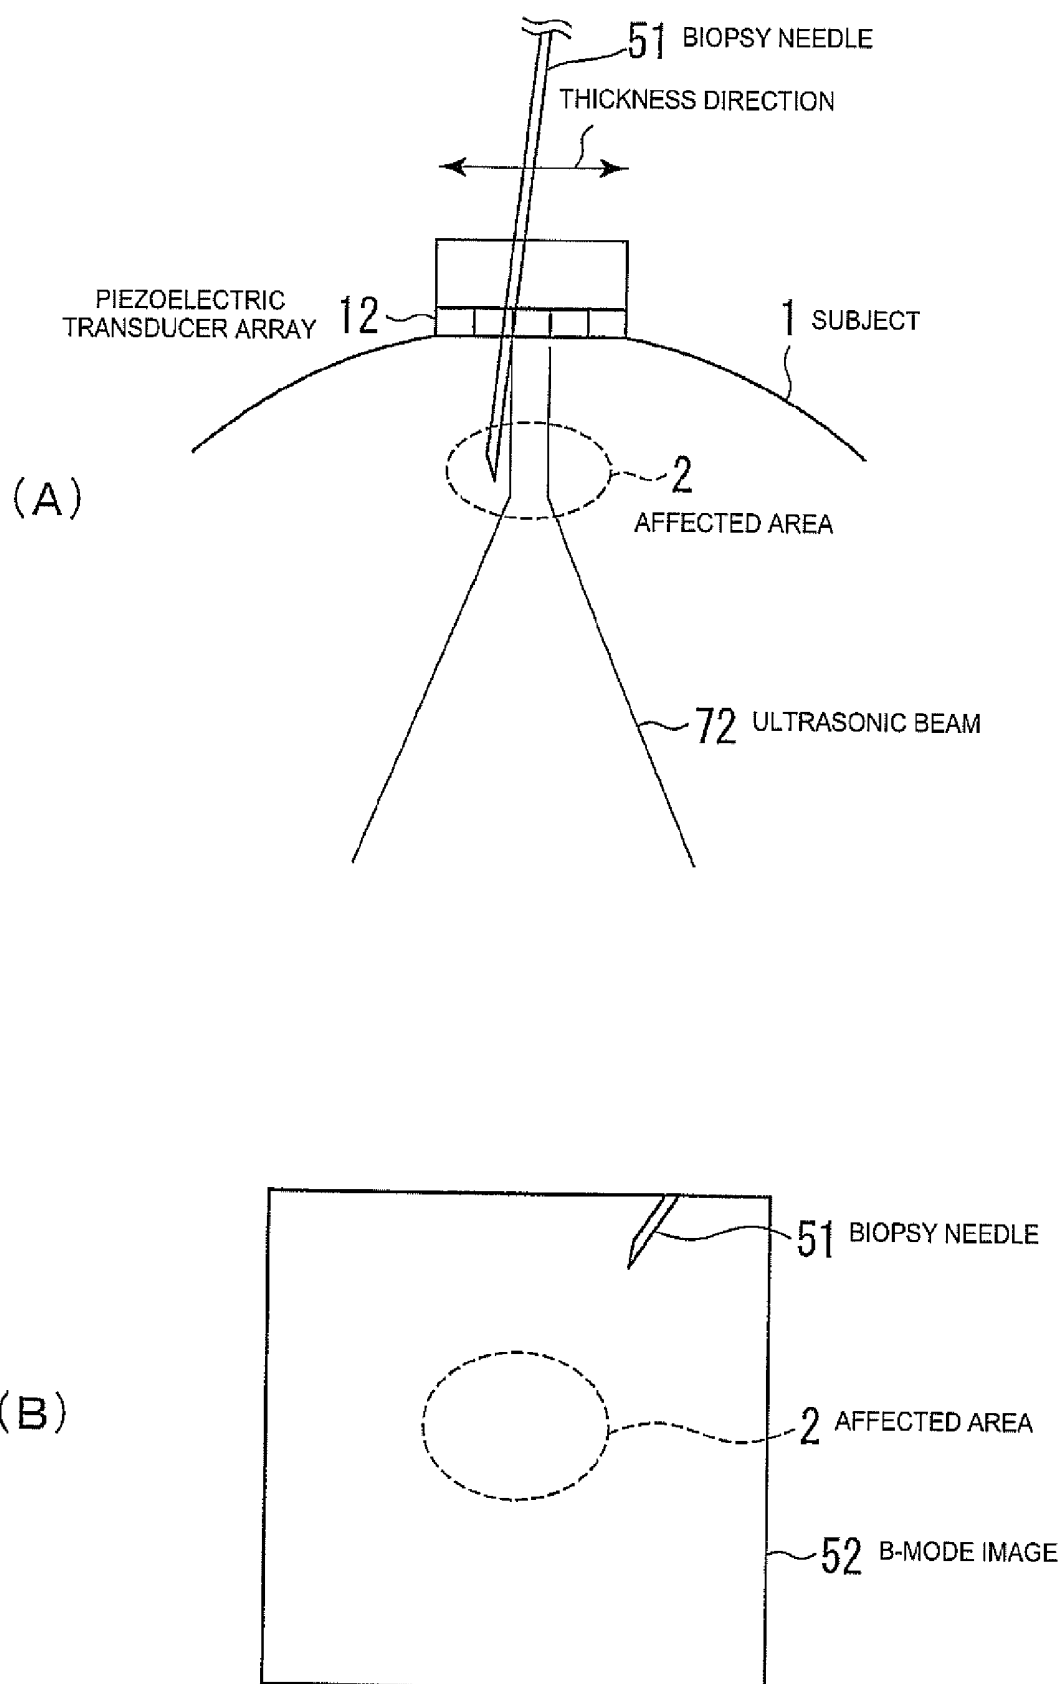 51 BIOPSY NEEDLE
THICKNESS DIRECTION
PIEZOELECTRIC
TRANSDUCER ARRAY 12
1 SUBJECT
(A)
2
AFFECTED AREA
72 ULTRASONIC BEAM
51 BIOPSY NEEDLE
(B)
2 AFFECTED AREA
52 B-MODE IMAGE